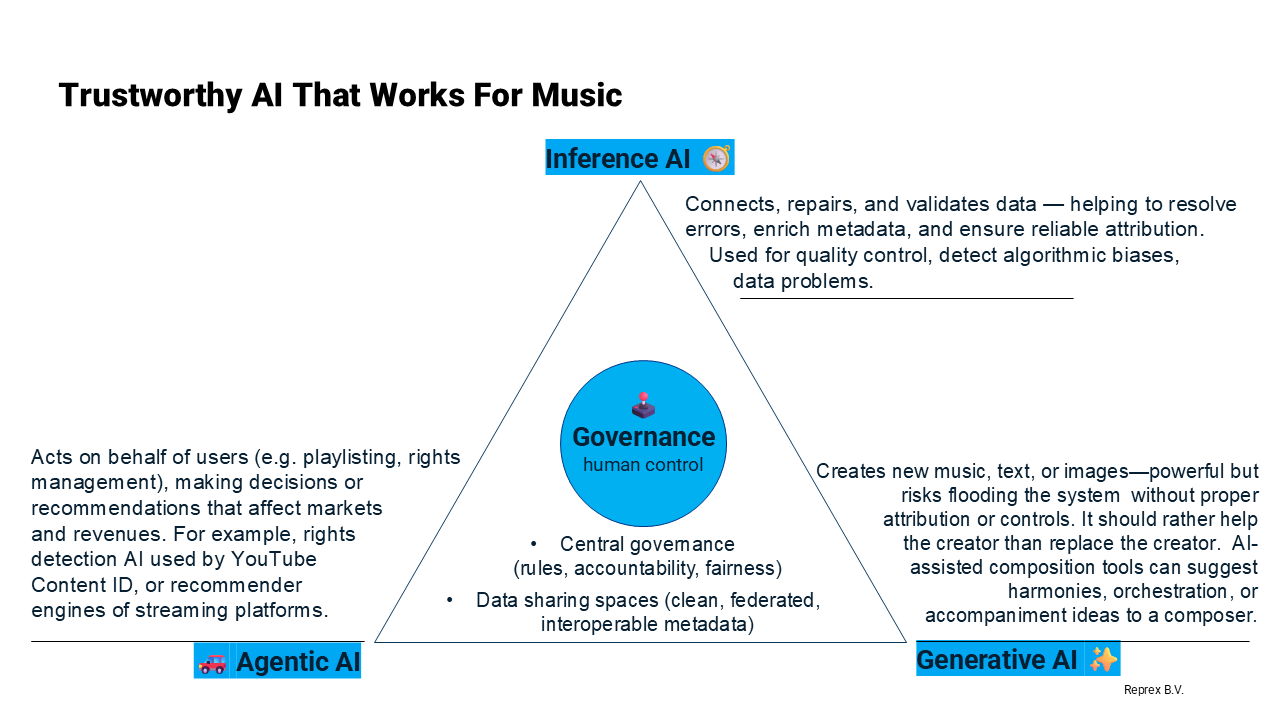 Trustworthy AI That Works For Music
Inference AI
Connects, repairs, and validates data — helping to resolve
errors, enrich metadata, and ensure reliable attribution.
Used for quality control, detect algorithmic biases,
data problems.
Governance
human control
Acts on behalf of users (e.g. playlisting, rights
management), making decisions or
recommendations that affect markets
and revenues. For example, rights
detection AI used by YouTube
Content ID, or recommender
engines of streaming platforms.
Creates new music, text, or images—powerful but
risks flooding the system without proper
attribution or controls. It should rather help
the creator than replace the creator. AI-
assisted composition tools can suggest
harmonies, orchestration, or
accompaniment ideas to a composer.
• Central governance
(rules, accountability, fairness)
• Data sharing spaces (clean, federated,
interoperable metadata)
Agentic AI
Generative AI
Reprex B.V.